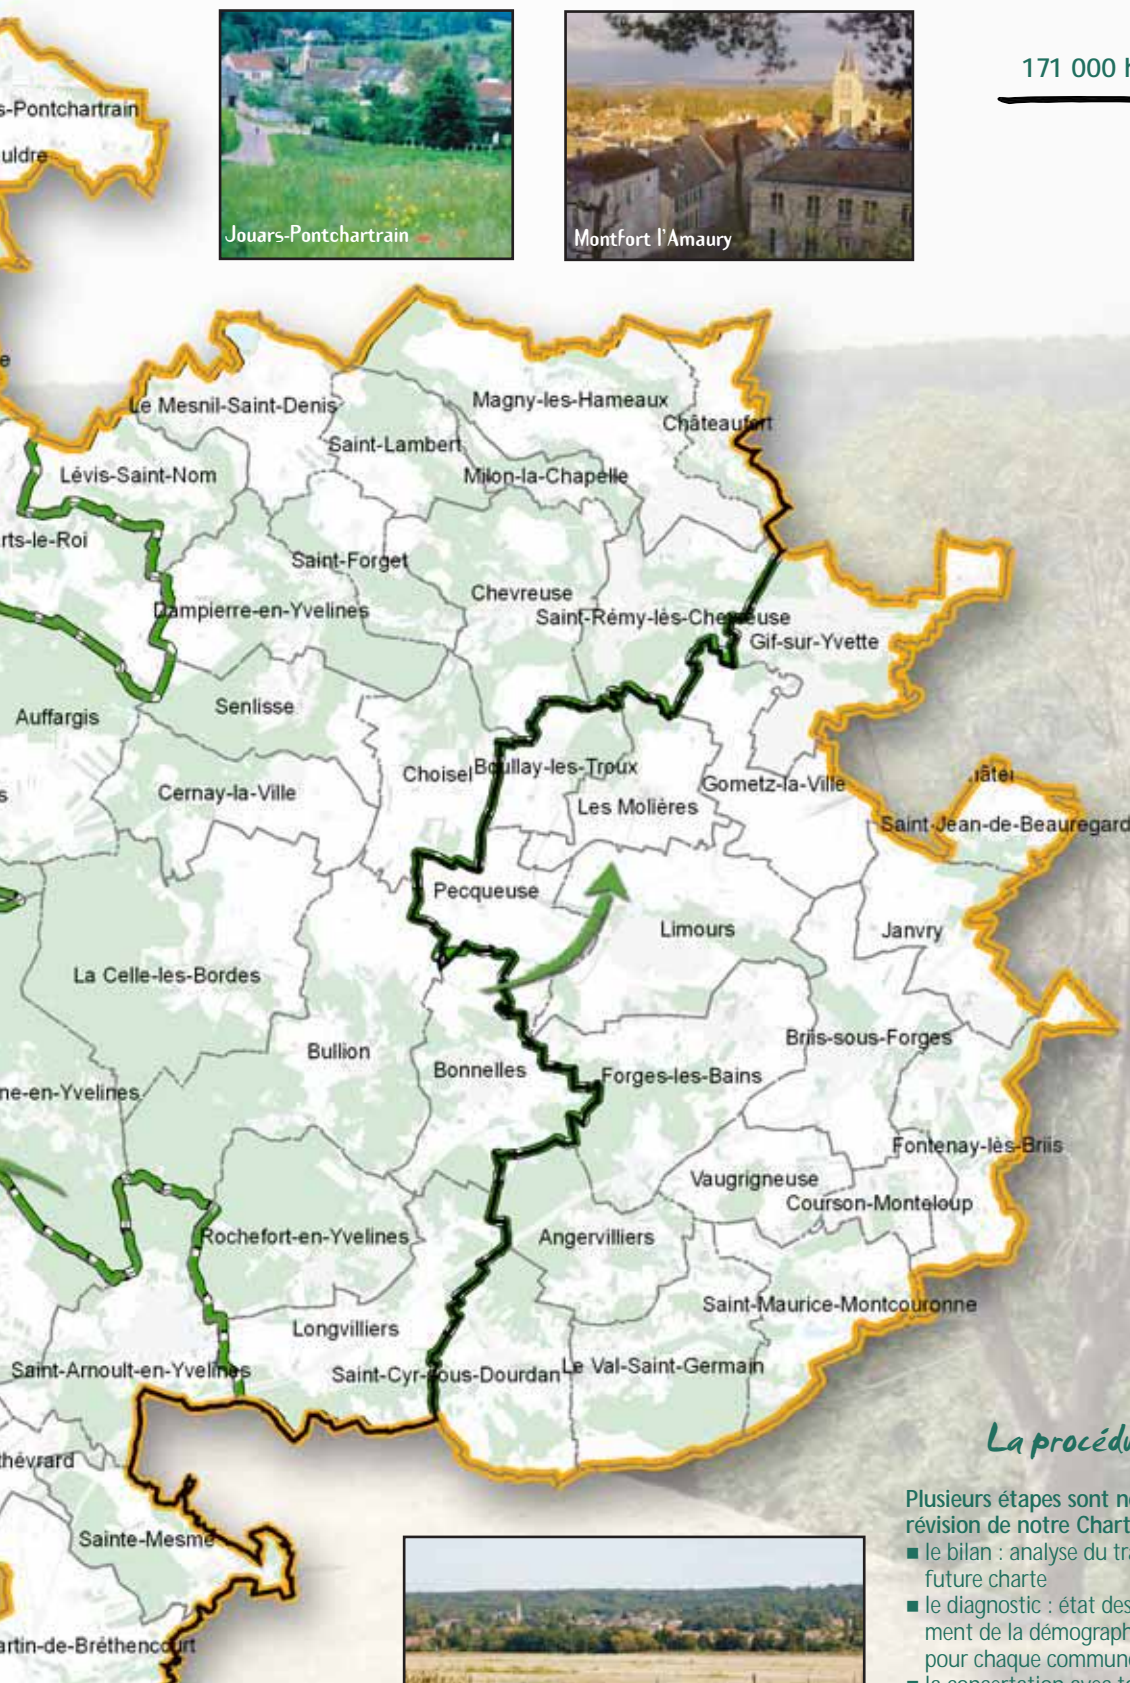 s-Pontchartrain
uldre
Jouars-Pontchartrain
Montfort l'Amaury
171 000 h
e
Le Mesnil-Saint-Denis
Magny-les-Hameaux
Châteaufort
Saint-Lambert
Lévis-Saint-Nom
Milon-la-Chapelle
rts-le-Roi
Saint-Forget
Chevreuse
Dampierre-en-Yvelines
Saint-Rémy-lès-Chevreuse
Gif-sur-Yvette
Senlisse
Auffargis
Choisel
Boullay-les-Troux
Gometz-la-Ville
s
Cernay-la-Ville
Les Molières
Saint-Jean-de-Beauregard
Pecqueuse
Limours
Janvry
La Celle-les-Bordes
Briis-sous-Forges
Bullion
Bonnelles
Forges-les-Bains
ne-en-Yvelines
Fontenay-lès-Briis
Vaugrigneuse
Courson-Monteloup
Rochefort-en-Yvelines
Angervilliers
Saint-Maurice-Montcouronne
Longvilliers
Saint-Arnoult-en-Yvelines
Saint-Cyr-sous-Dourdan
Le Val-Saint-Germain
thévrard
Sainte-Mesme
artin-de-Bréthencourt
La procédu
Plusieurs étapes sont n
révision de notre Chart
■ le bilan : analyse du tra
future charte
■ le diagnostic : état des
ment de la démograph
pour chaque commune